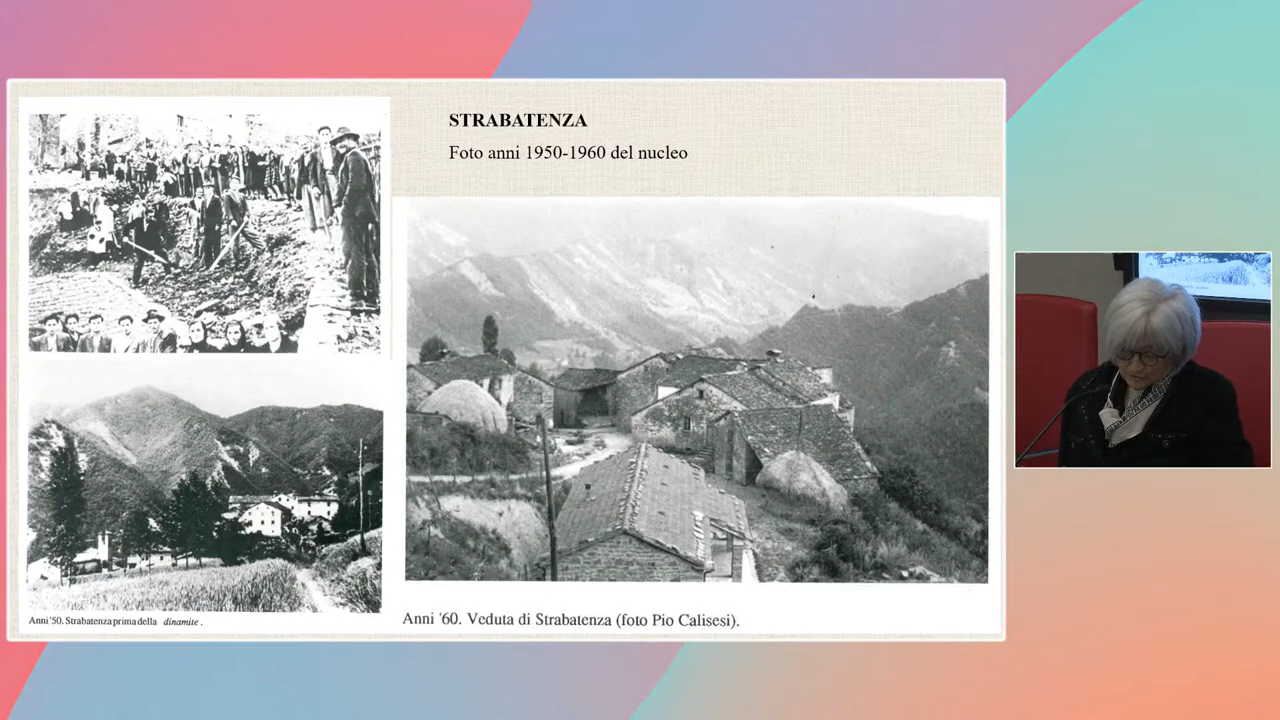 STRABATENZA
Foto anni 1950-1960 del nucleo
Anni '50. Strabatenza prima della dinamite .
Anni '60. Veduta di Strabatenza (foto Pio Calisesi).